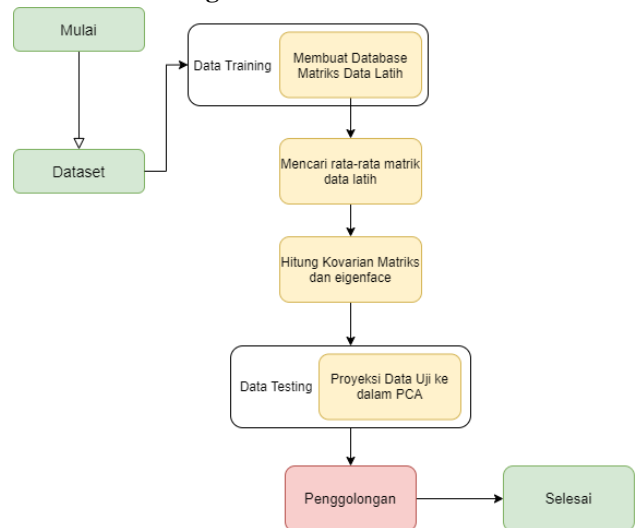 Mulai
Data Training
Membuat Database
Matriks Data Latih
Dataset
Mencari rata-rata matrik
data latih
Hitung Kovarian Matriks
dan eigenface
Data Testing
Proyeksi Data Uji ke
dalam PCA
Penggolongan
Selesai